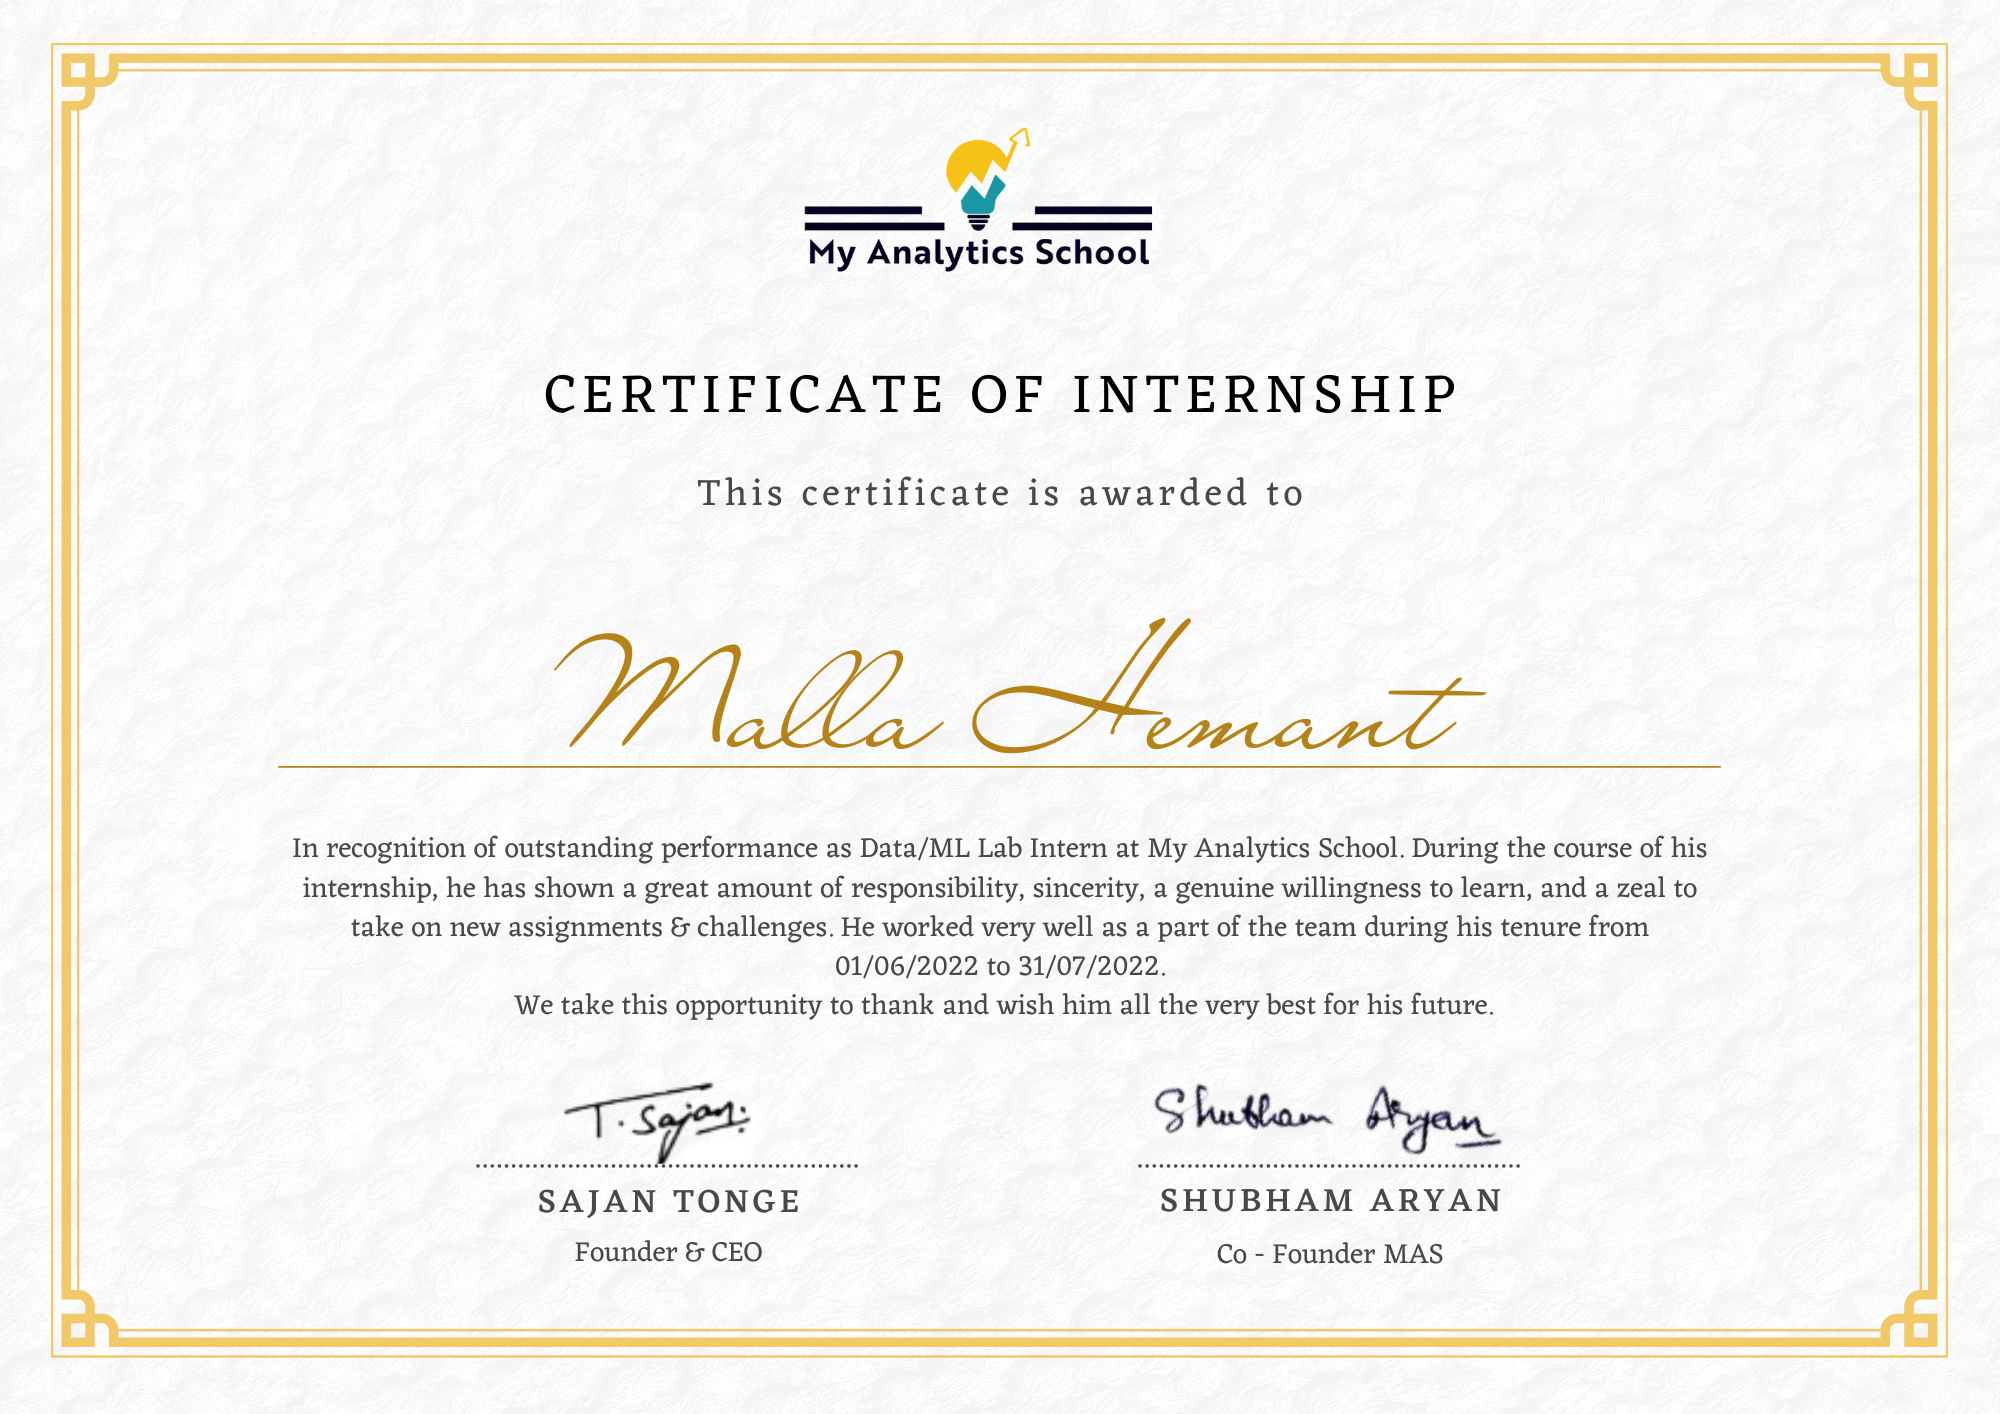 My Analytics School
CERTIFICATE OF INTERNSHIP
This certificate is awarded to
Malla Hemant
In recognition of outstanding performance as Data/ML Lab Intern at My Analytics School. During the course of his
internship, he has shown a great amount of responsibility, sincerity, a genuine willingness to learn, and a zeal to
take on new assignments & challenges. He worked very well as a part of the team during his tenure from
01/06/2022 to 31/07/2022.
We take this opportunity to thank and wish him all the very best for his future.
T. Sajan
Shubham Aryan
SAJAN TONGE
SHUBHAM ARYAN
Founder & CEO
Co - Founder MAS